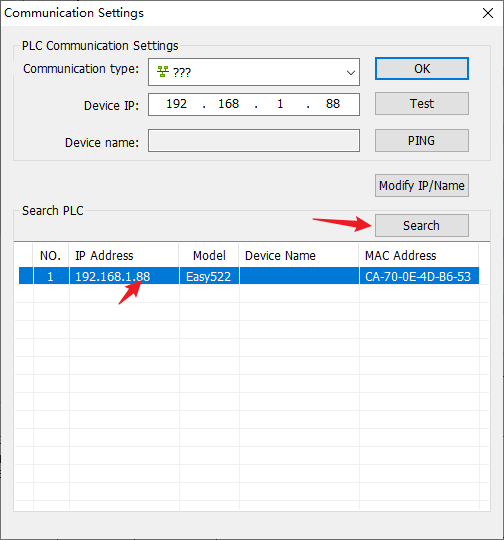 Communication Settings
PLC Communication Settings
Communication type: ??? OK
Device IP: 192 . 168 . 1 . 88 Test
Device name: PING
Modify IP/Name
Search PLC Search
NO. IP Address Model Device Name MAC Address
1 192.168.1.88 Easy522 CA-70-0E-4D-B6-53